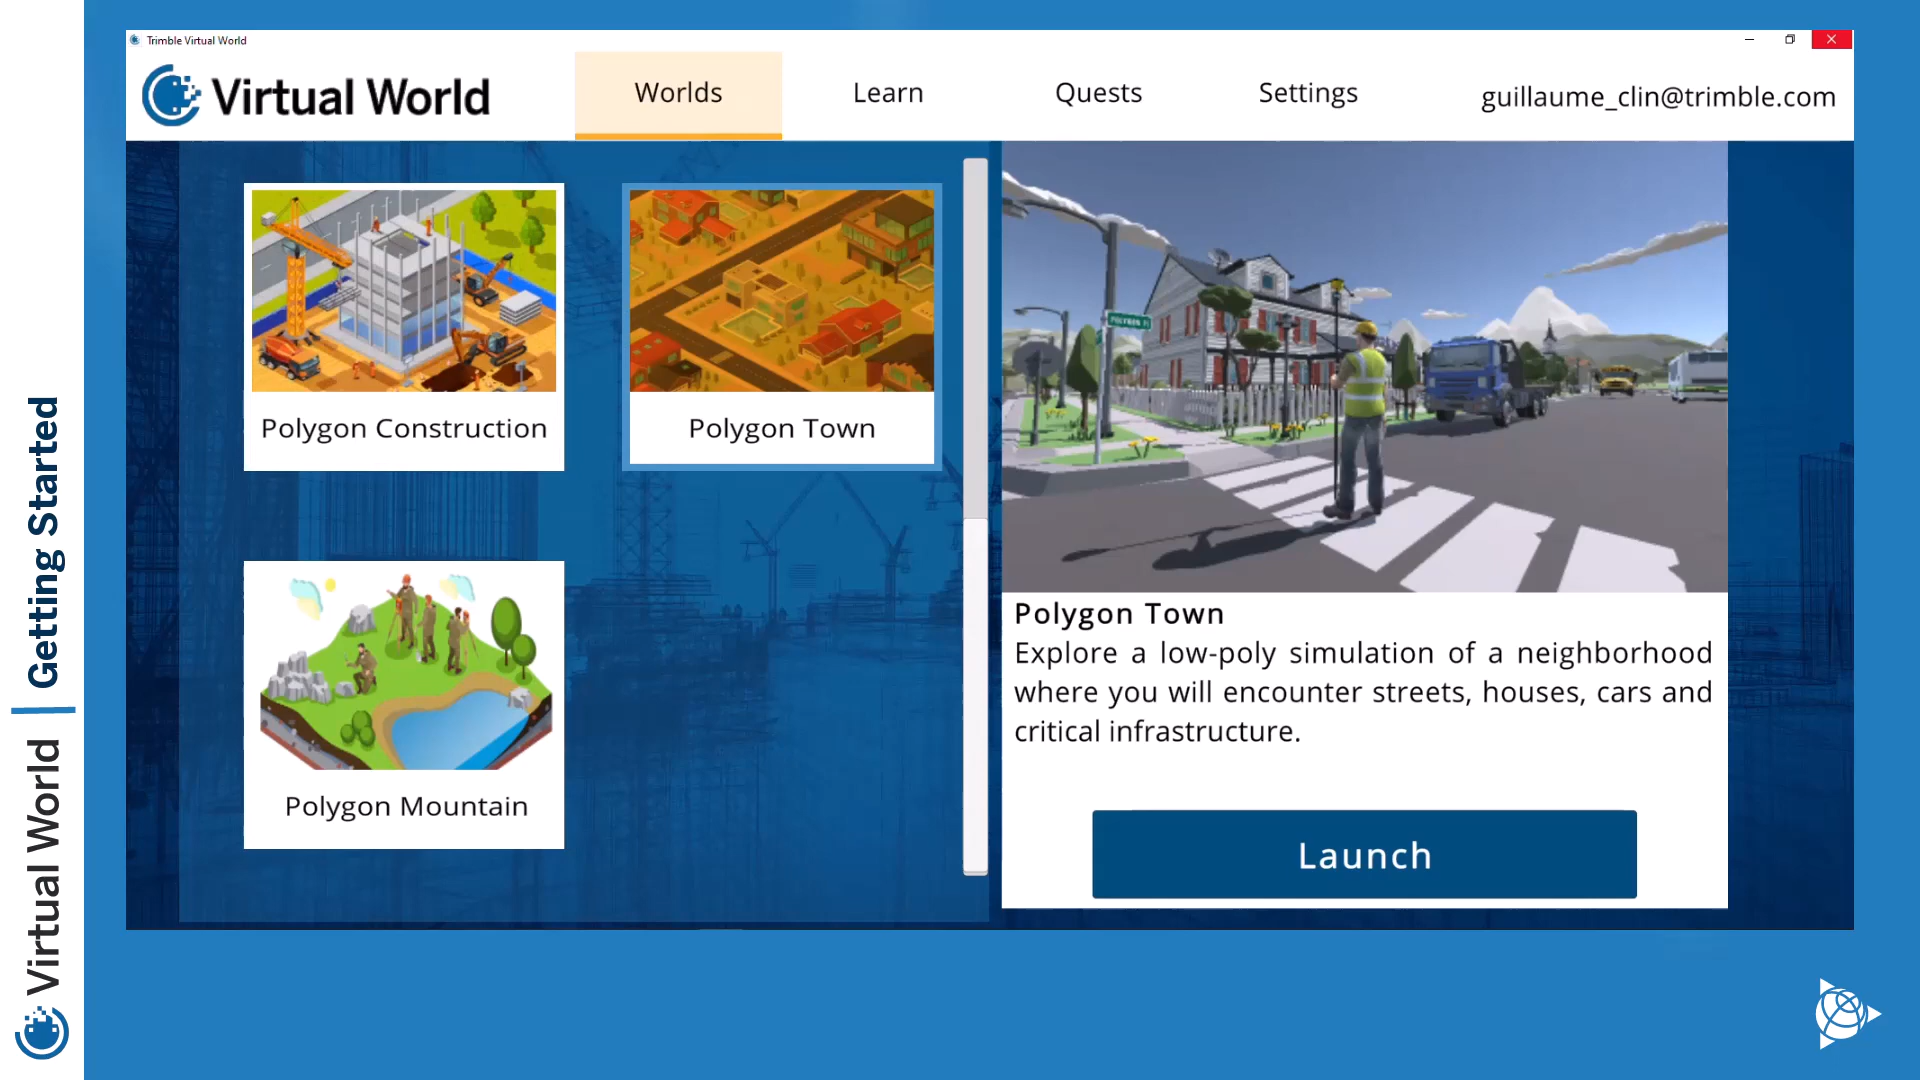 Trimble Virtual World
Virtual World
Worlds
Learn
Quests
Settings
guillaume_clin@trimble.com
Polygon Construction
Polygon Town
Polygon Mountain
POLYGON
Polygon Town
Explore a low-poly simulation of a neighborhood
where you will encounter streets, houses, cars and
critical infrastructure.
Launch
Virtual World | Getting Started